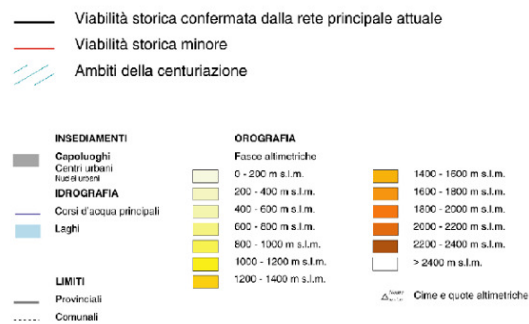 Viabilità storica confermata dalla rete principale attuale
Viabilità storica minore
Ambiti della centuriazione
INSEDIAMENTI
Capoluoghi
Centri urbani
Nuclei urbani
IDROGRAFIA
Corsi d'acqua principali
Laghi
LIMITI
Provinciali
Comunali
OROGRAFIA
Fasce altimetriche
0 - 200 m s.l.m.
200 - 400 m s.l.m.
400 - 600 m s.l.m.
600 - 800 m s.l.m.
800 - 1000 m s.l.m.
1000 - 1200 m s.l.m.
1200 - 1400 m s.l.m.
1400 - 1600 m s.l.m.
1600 - 1800 m s.l.m.
1800 - 2000 m s.l.m.
2000 - 2200 m s.l.m.
2200 - 2400 m s.l.m.
> 2400 m s.l.m.
Cime e quote altimetriche